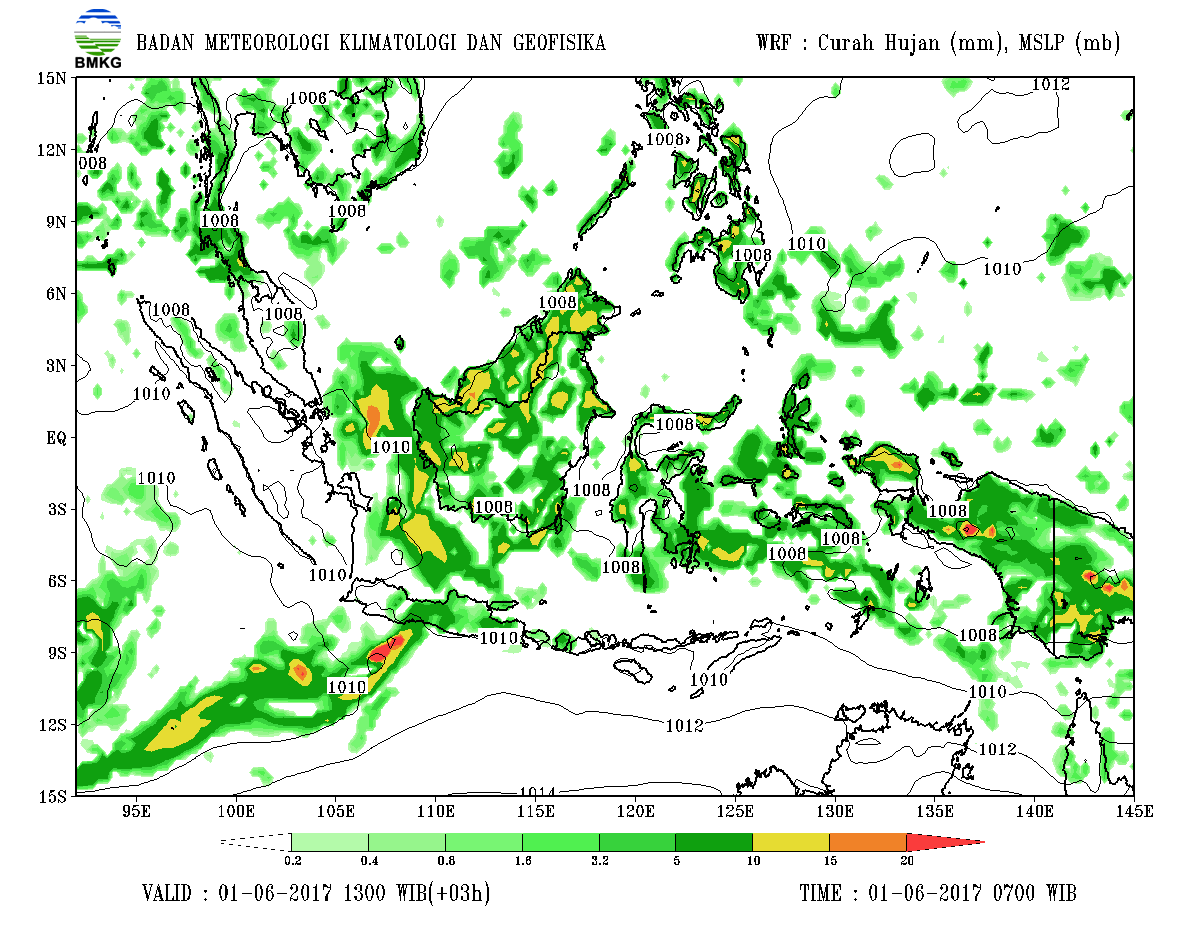 BMKG
BADAN METEOROLOGI KLIMATOLOGI DAN GEOFISIKA
WRF : Curah Hujan (mm), MSLP (mb)
15N
12N
9N
6N
3N
EQ
3S
6S
9S
12S
15S
1006
1012
1008
008
1008
1008
1010
1008
1010
1008
1008
1008
1010
1008
1010
1010
1008
1008
1008
1008
1008
1008
1010
1010
1008
1010
1010
1010
1012
1012
1014
95E 100E 105E 110E 115E 120E 125E 130E 135E 140E 145E
0.2 0.4 0.8 1.6 3.2 5 10 15 20
VALID : 01-06-2017 1300 WIB(+03h)
TIME : 01-06-2017 0700 WIB